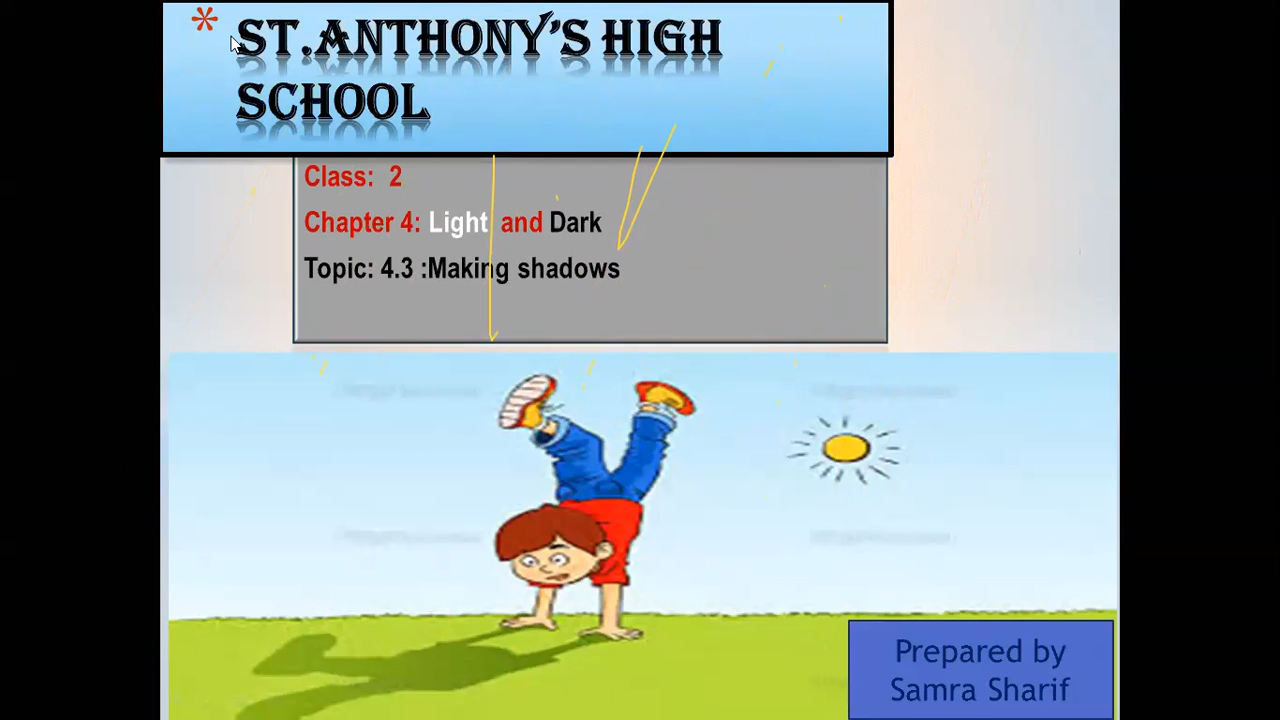 * ST.ANTHONY'S HIGH
SCHOOL
Class: 2
Chapter 4: Light and Dark
Topic: 4.3 :Making shadows
Prepared by
Samra Sharif